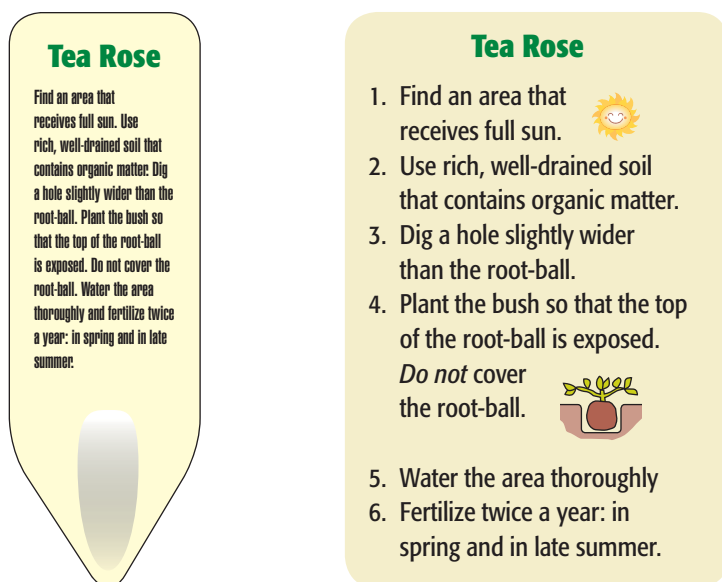 Tea Rose
Find an area that
receives full sun. Use
rich, well-drained soil that
contains organic matter. Dig
a hole slightly wider than the
root-ball. Plant the bush so
that the top of the root-ball
is exposed. Do not cover the
root-ball. Water the area
thoroughly and fertilize twice
a year: in spring and in late
summer.
Tea Rose
1. Find an area that
receives full sun.
2. Use rich, well-drained soil
that contains organic matter.
3. Dig a hole slightly wider
than the root-ball.
4. Plant the bush so that the top
of the root-ball is exposed.
Do not cover
the root-ball.
5. Water the area thoroughly
6. Fertilize twice a year: in
spring and in late summer.